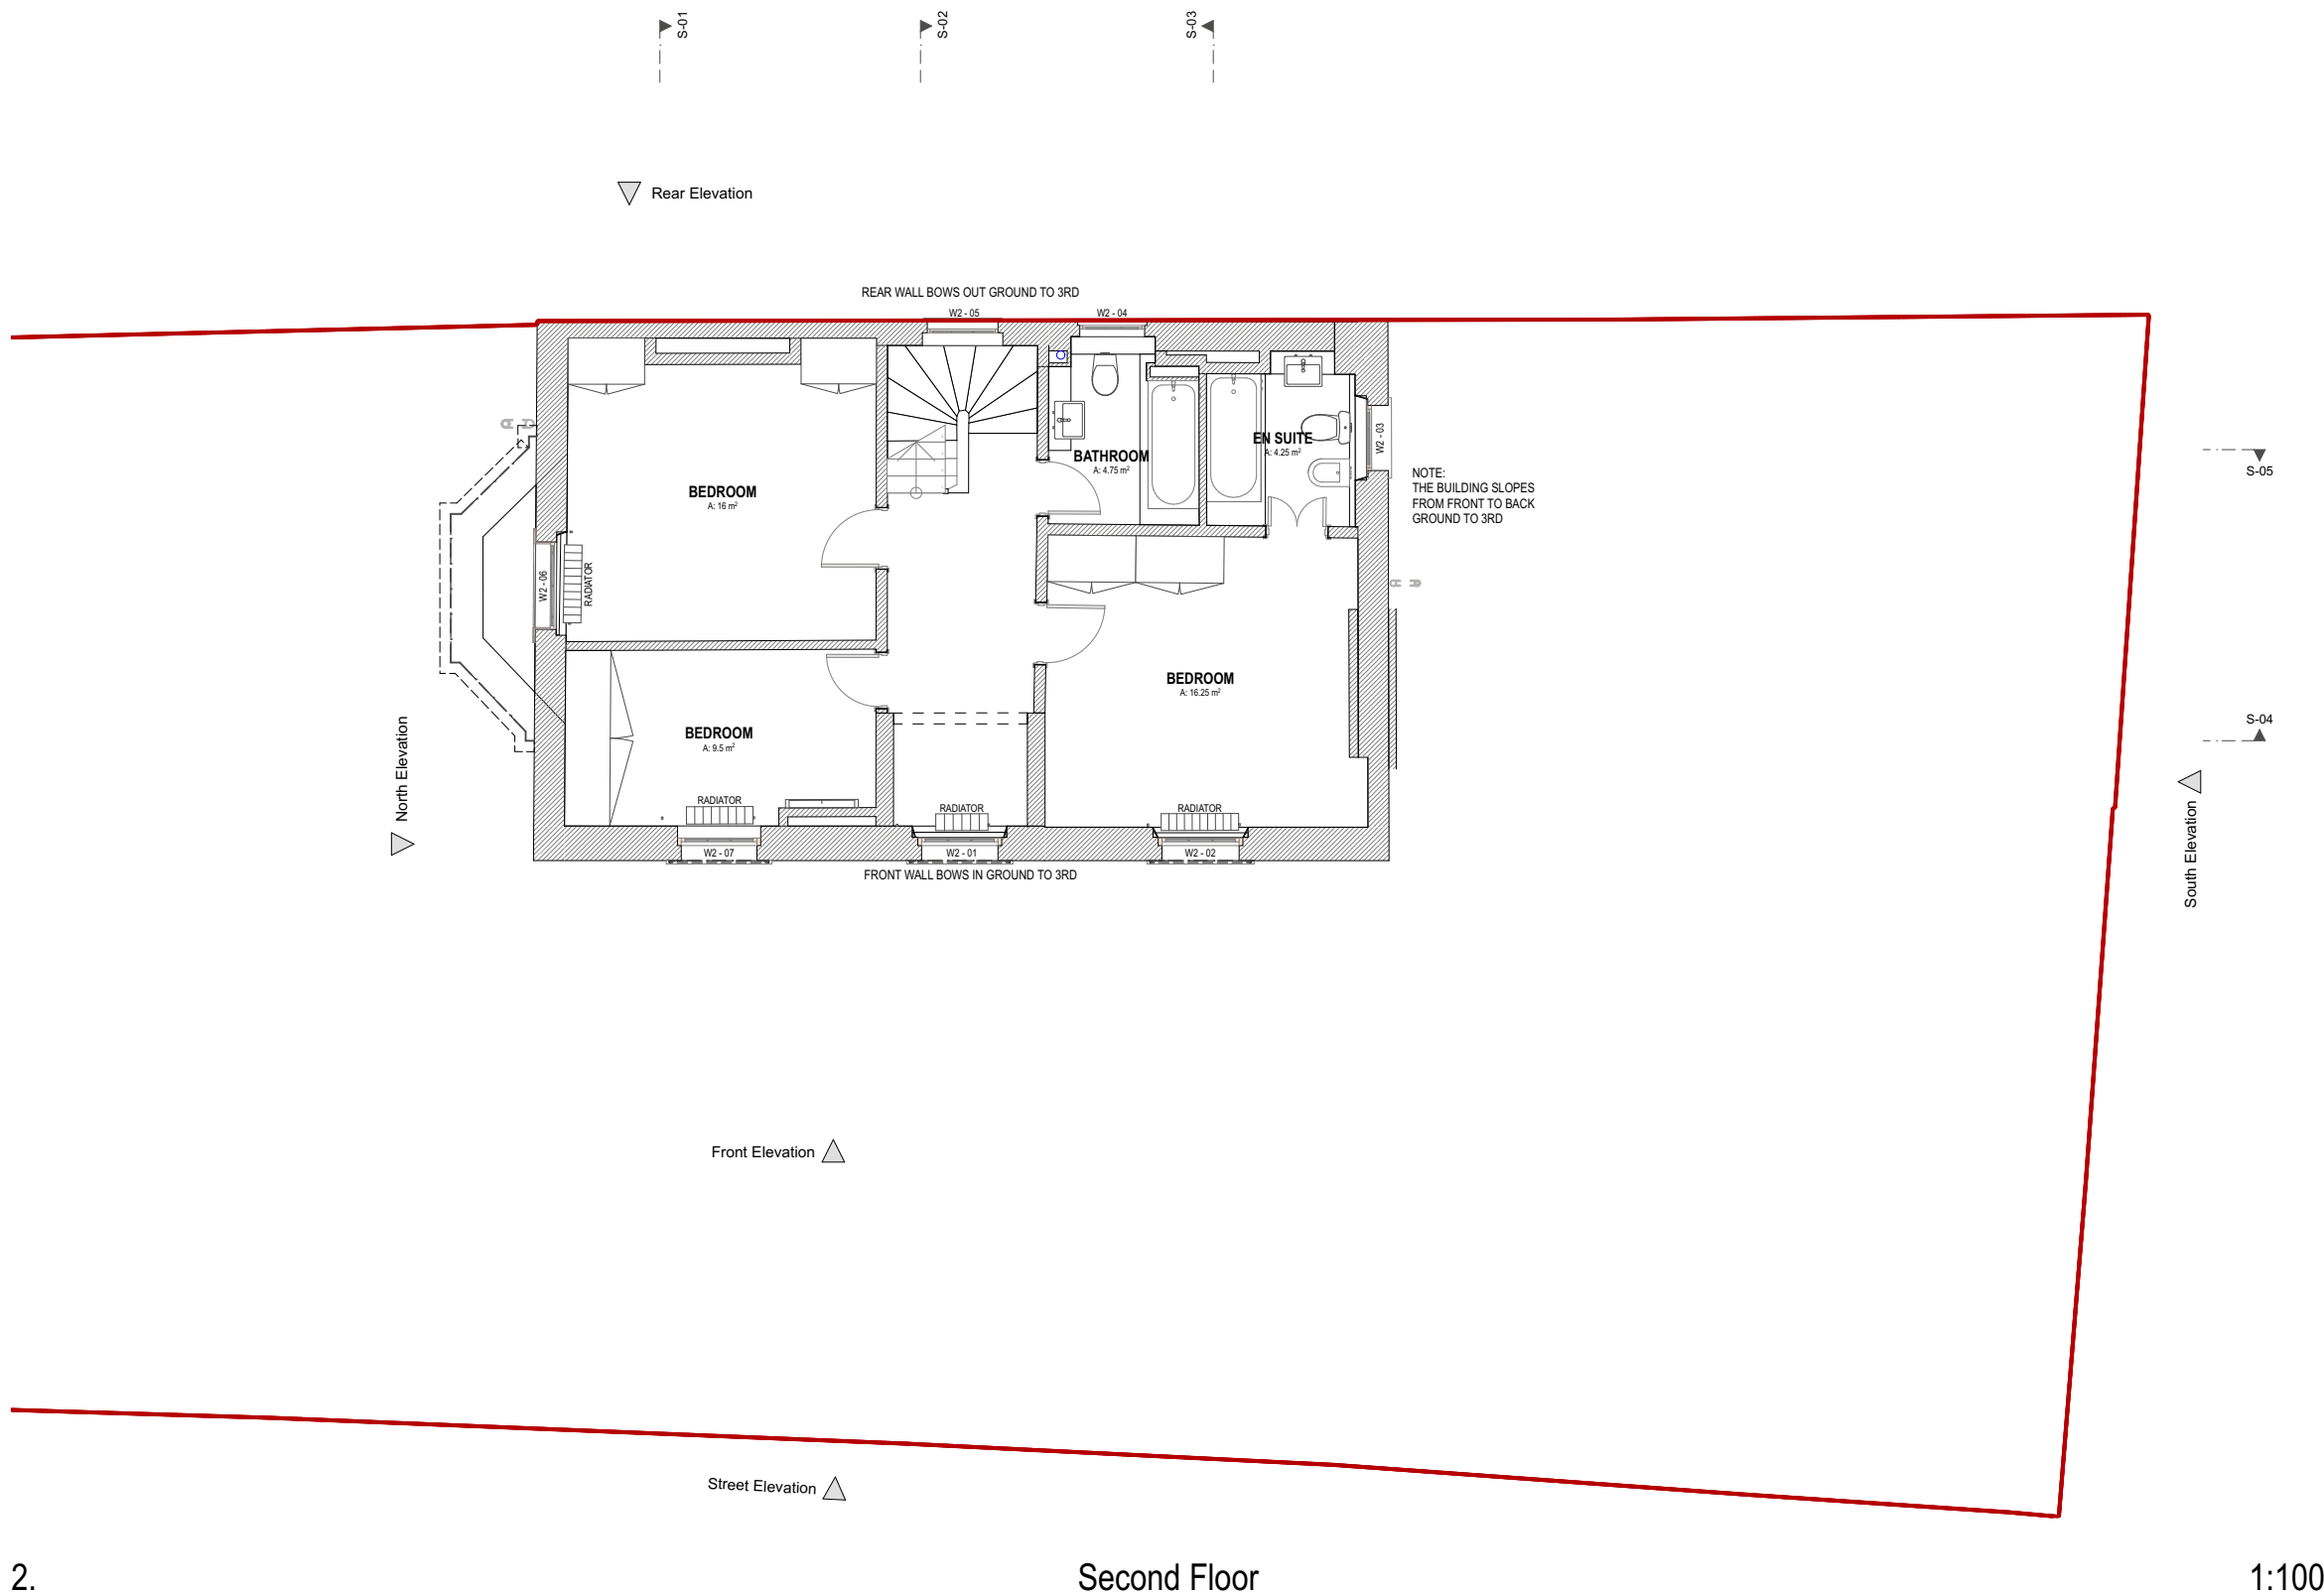 S-01
S-02
S-03
Rear Elevation
REAR WALL BOWS OUT GROUND TO 3RD
W2 - 05
W2 - 04
W2 - 03
EN SUITE
A: 4.25 m²
BATHROOM
A: 4.75 m²
NOTE:
THE BUILDING SLOPES
FROM FRONT TO BACK
GROUND TO 3RD
S-05
BEDROOM
A: 16 m²
W2 - 06
RADIATOR
BEDROOM
A: 16.25 m²
BEDROOM
A: 9.5 m²
S-04
North Elevation
South Elevation
RADIATOR
RADIATOR
RADIATOR
W2 - 07
W2 - 01
W2 - 02
FRONT WALL BOWS IN GROUND TO 3RD
Front Elevation
Street Elevation
2.
Second Floor
1:100